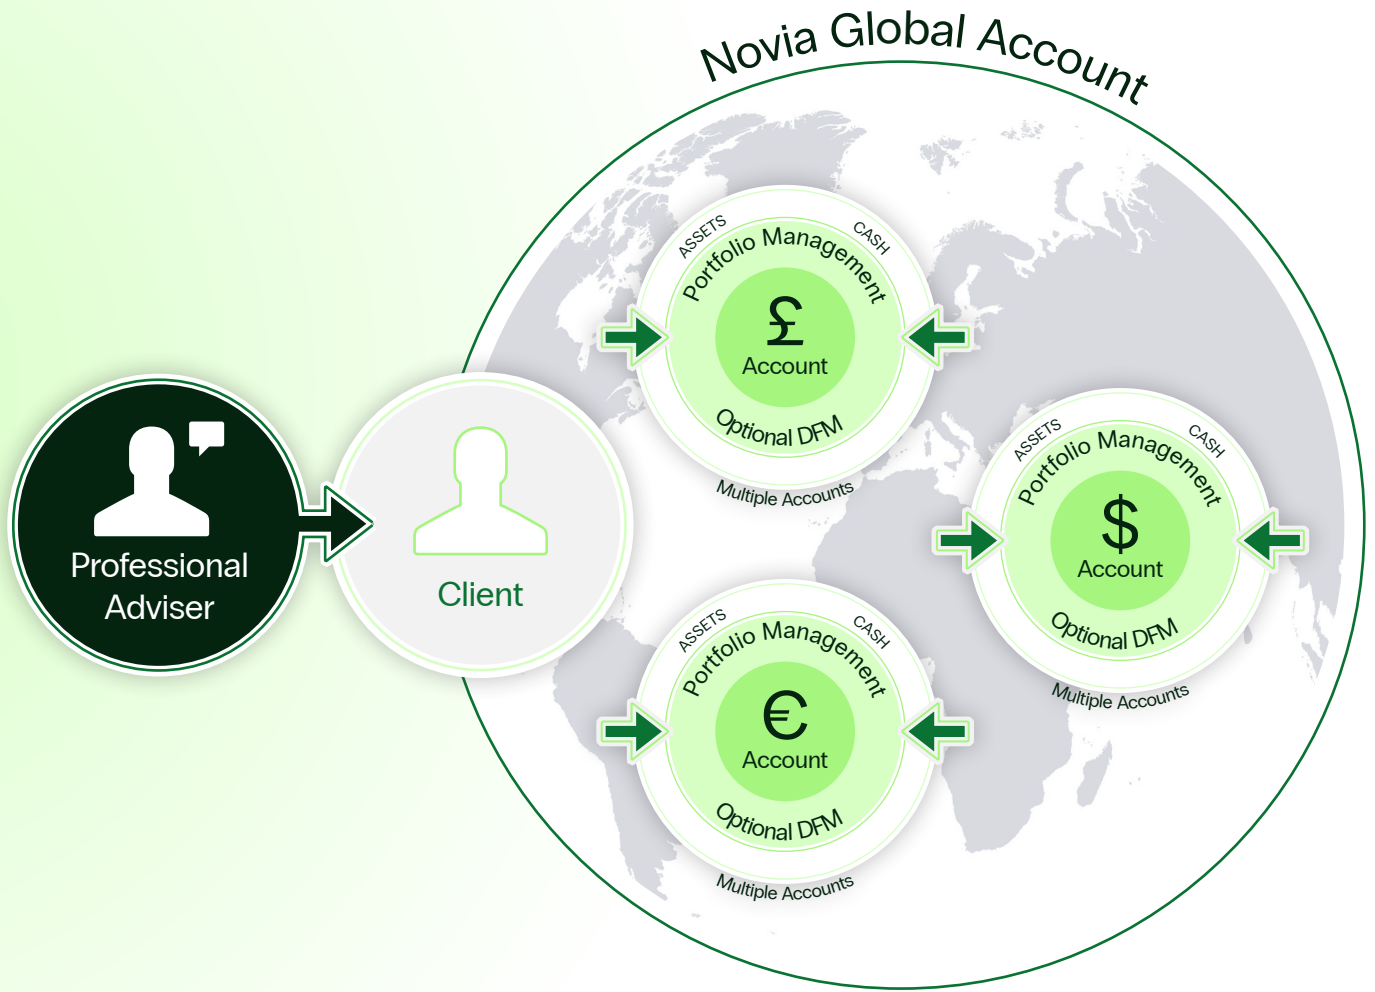 Novia Global Account
Professional
Adviser
Client
ASSETS
CASH
Portfolio Management
£
Account
Optional DFM
Multiple Accounts
ASSETS
CASH
Portfolio Management
$
Account
Optional DFM
Multiple Accounts
ASSETS
CASH
Portfolio Management
€
Account
Optional DFM
Multiple Accounts